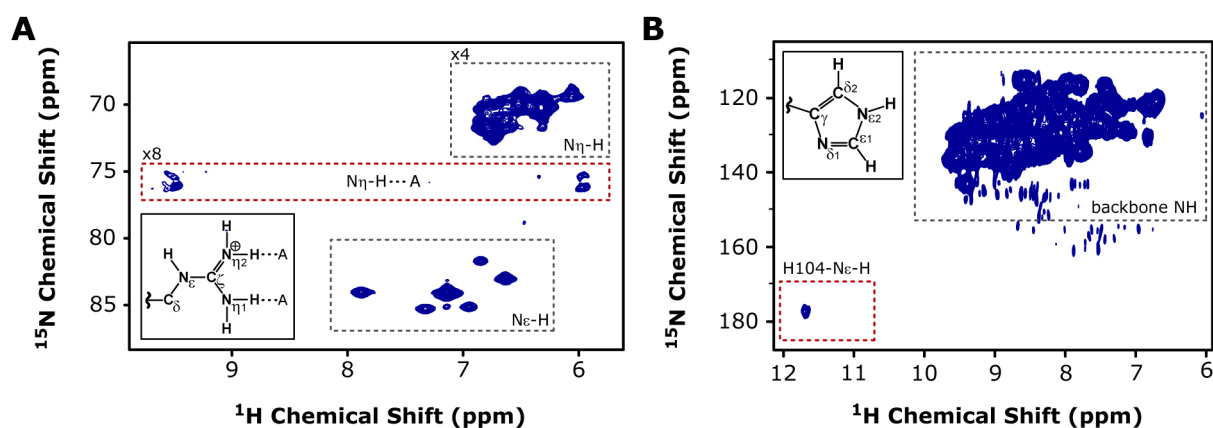 A
x4
Nη-H
x8
Nη-H---A
H
H
N⊕
η2
H---A
N
ε
C
ζ
C
δ
N
η1
H---A
H
Nε-H
70
75
80
85
9
8
7
6
15N Chemical Shift (ppm)
1H Chemical Shift (ppm)
B
H
C
δ2
H
C
γ
N
ε2
N
δ1
C
ε1
H
backbone NH
H104-Nε-H
120
140
160
180
12
11
10
9
8
7
6
15N Chemical Shift (ppm)
1H Chemical Shift (ppm)